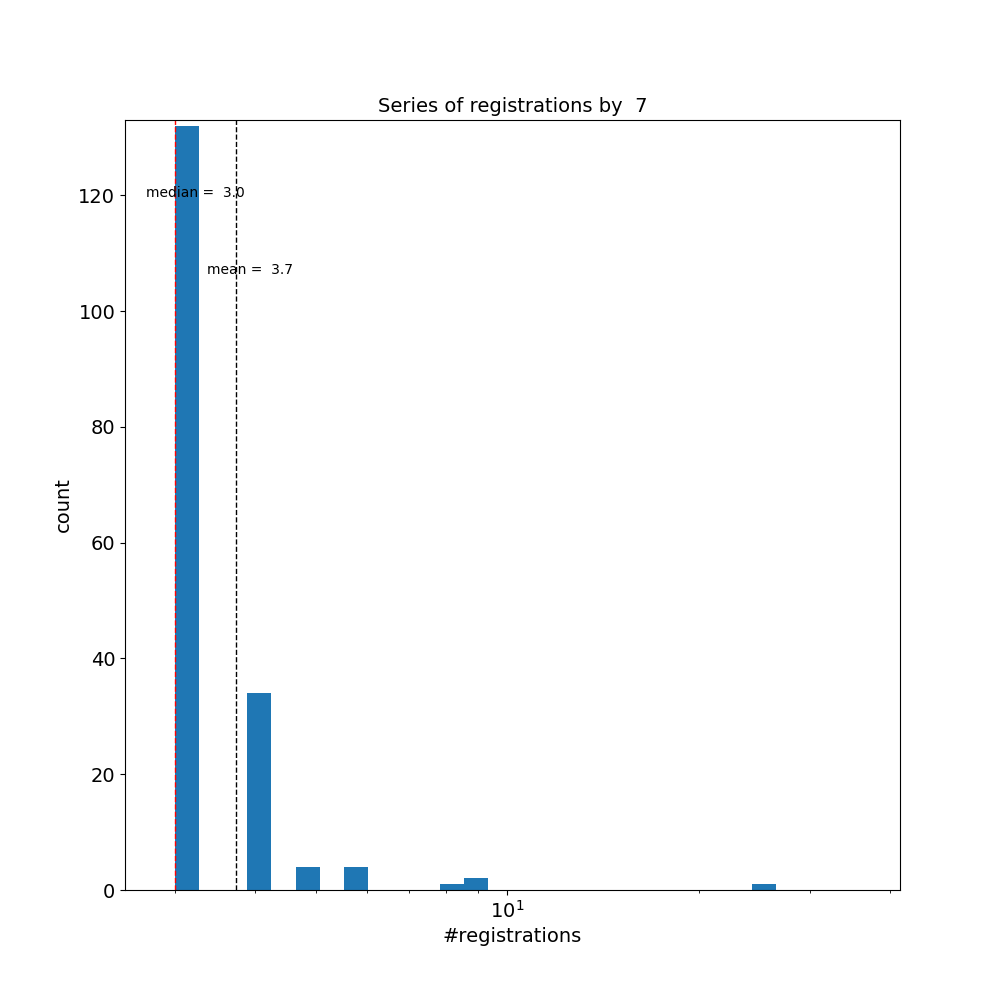 Series of registrations by  7
120
100
80
60
40
20
0
count
median =  3.0
mean =  3.7
10¹
#registrations